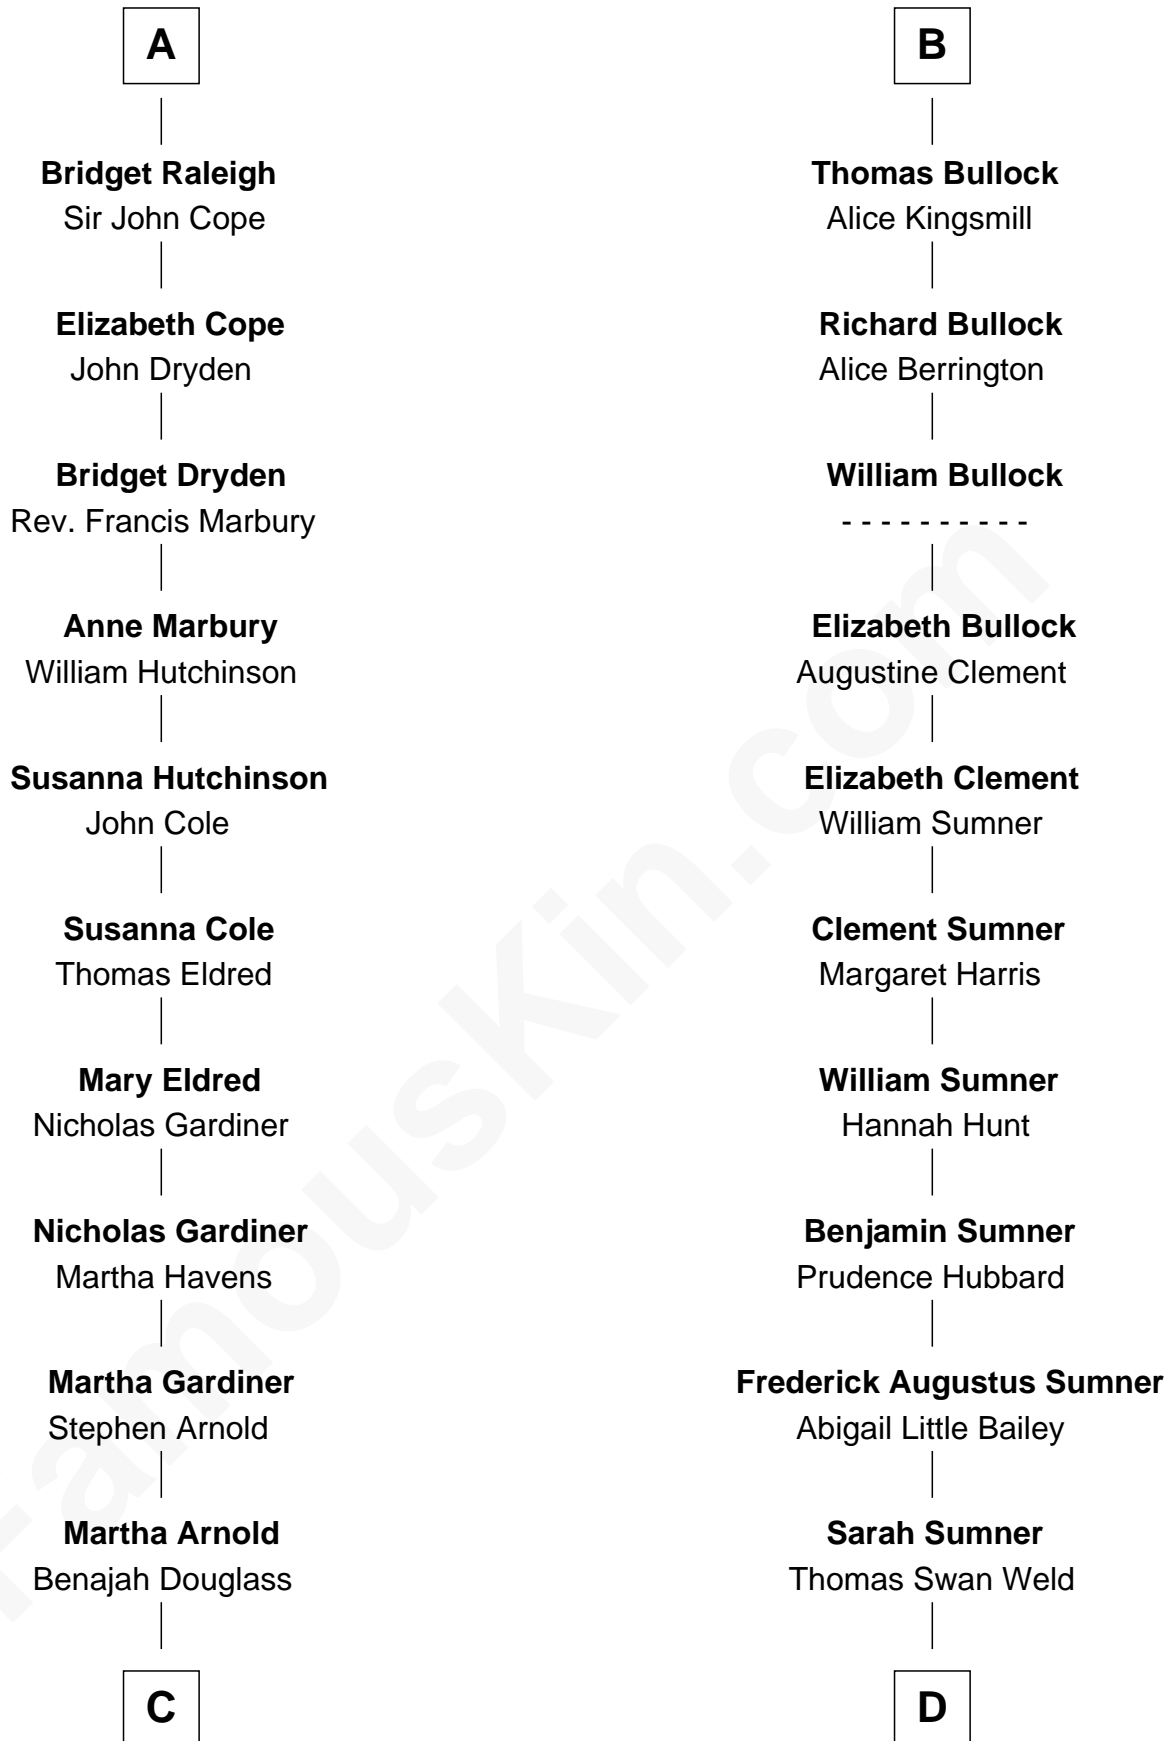 A
Bridget Raleigh
Sir John Cope
Elizabeth Cope
John Dryden
Bridget Dryden
Rev. Francis Marbury
Anne Marbury
William Hutchinson
Susanna Hutchinson
John Cole
Susanna Cole
Thomas Eldred
Mary Eldred
Nicholas Gardiner
Nicholas Gardiner
Martha Havens
Martha Gardiner
Stephen Arnold
Martha Arnold
Benajah Douglass
C
B
Thomas Bullock
Alice Kingsmill
Richard Bullock
Alice Berrington
William Bullock
- - - - - - - - - -
Elizabeth Bullock
Augustine Clement
Elizabeth Clement
William Sumner
Clement Sumner
Margaret Harris
William Sumner
Hannah Hunt
Benjamin Sumner
Prudence Hubbard
Frederick Augustus Sumner
Abigail Little Bailey
Sarah Sumner
Thomas Swan Weld
D
FamousKin.com